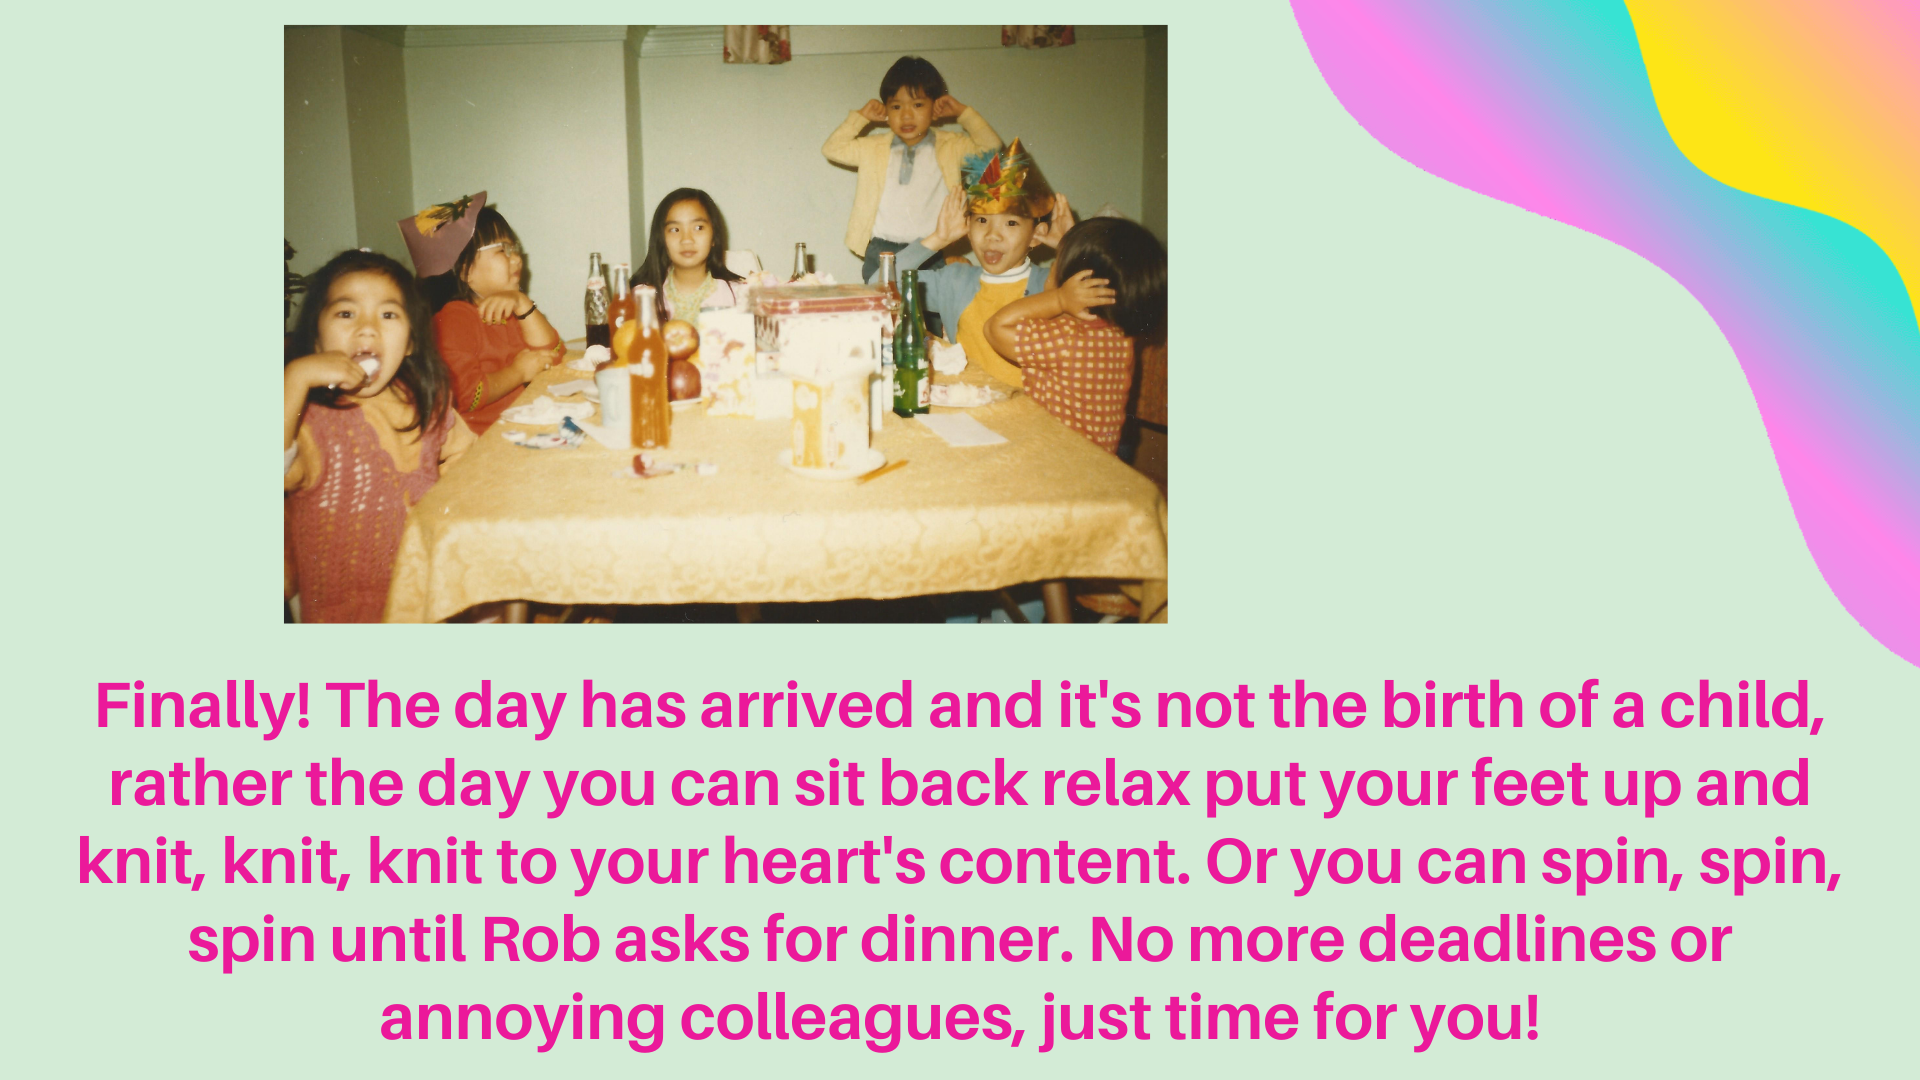 Finally! The day has arrived and it's not the birth of a child,
rather the day you can sit back relax put your feet up and
knit, knit, knit to your heart's content. Or you can spin, spin,
spin until Rob asks for dinner. No more deadlines or
annoying colleagues, just time for you!